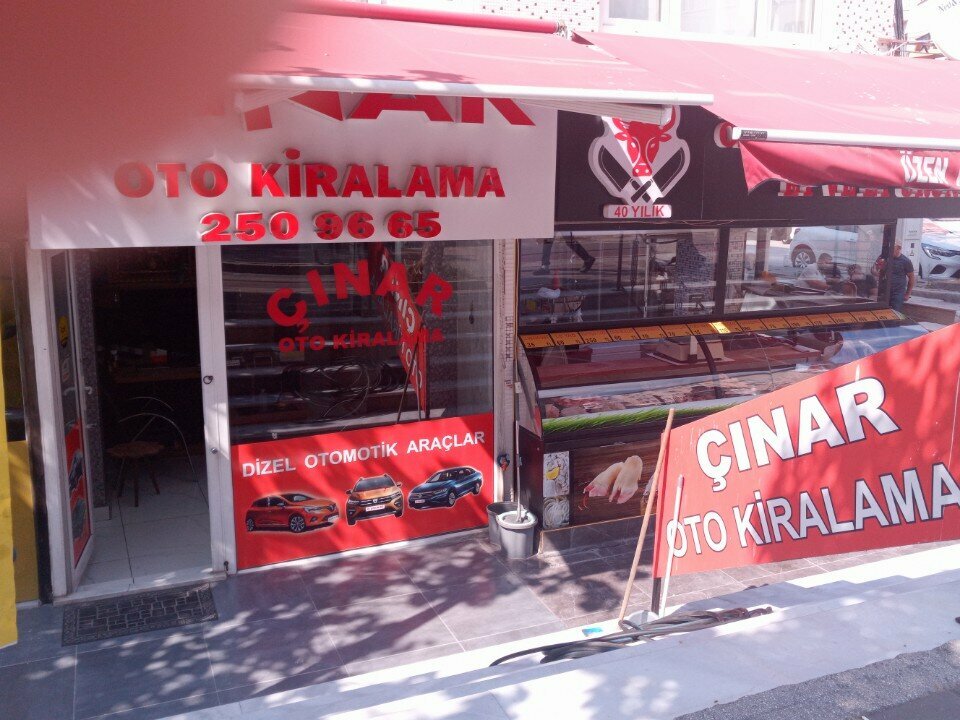 OTO KİRALAMA
250 96 65
ÇINAR
OTO KİRALAMA
DİZEL OTOMOTİK ARAÇLAR
40 YILIK
ÖZEN
ÇINAR
OTO KİRALAMA